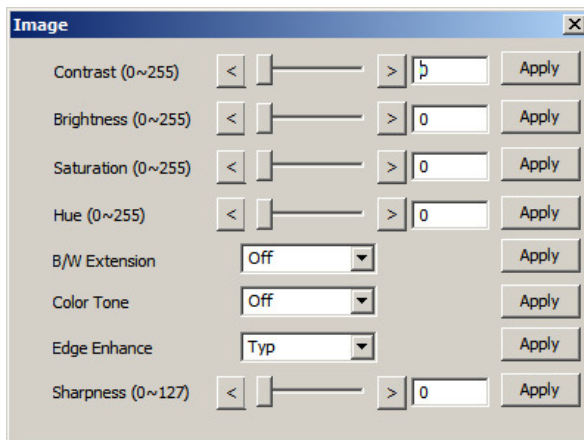 Image
Contrast (0~255) < > Apply
Brightness (0~255) < > 0 Apply
Saturation (0~255) < > 0 Apply
Hue (0~255) < > 0 Apply
B/W Extension Off Apply
Color Tone Off Apply
Edge Enhance Typ Apply
Sharpness (0~127) < > 0 Apply